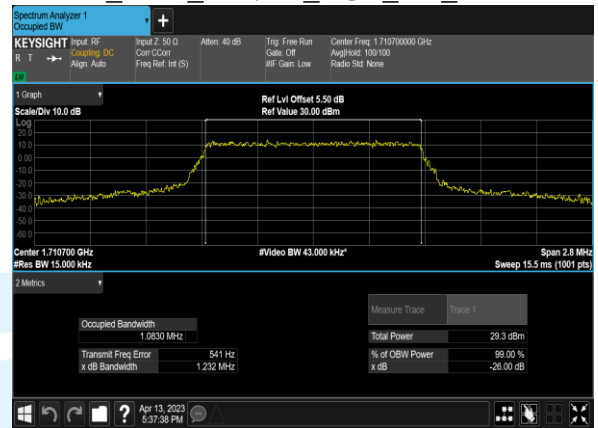 Spectrum Analyzer 1
Occupied BW
+
KEYSIGHT
R T
LV
Input: RF
Coupling: DC
Align: Auto
Input Z: 50 Ω
Corr CCorr
Freq Ref: Int (S)
Atten: 40 dB
Trig: Free Run
Gate: Off
#IF Gain: Low
Center Freq: 1.710700000 GHz
Avg|Hold: 100/100
Radio Std: None
1 Graph
Scale/Div 10.0 dB
Ref Lvl Offset 5.50 dB
Ref Value 30.00 dBm
Log
20.0
10.0
0.00
-10.0
-20.0
-30.0
-40.0
-50.0
-60.0
Center 1.710700 GHz
#Res BW 15.000 kHz
#Video BW 43.000 kHz*
Span 2.8 MHz
Sweep 15.5 ms (1001 pts)
2 Metrics
Measure Trace
Trace 1
Occupied Bandwidth
1.0830 MHz
Total Power
29.3 dBm
Transmit Freq Error
541 Hz
% of OBW Power
99.00 %
x dB Bandwidth
1.232 MHz
x dB
-26.00 dB
?
Apr 13, 2023
5:37:38 PM